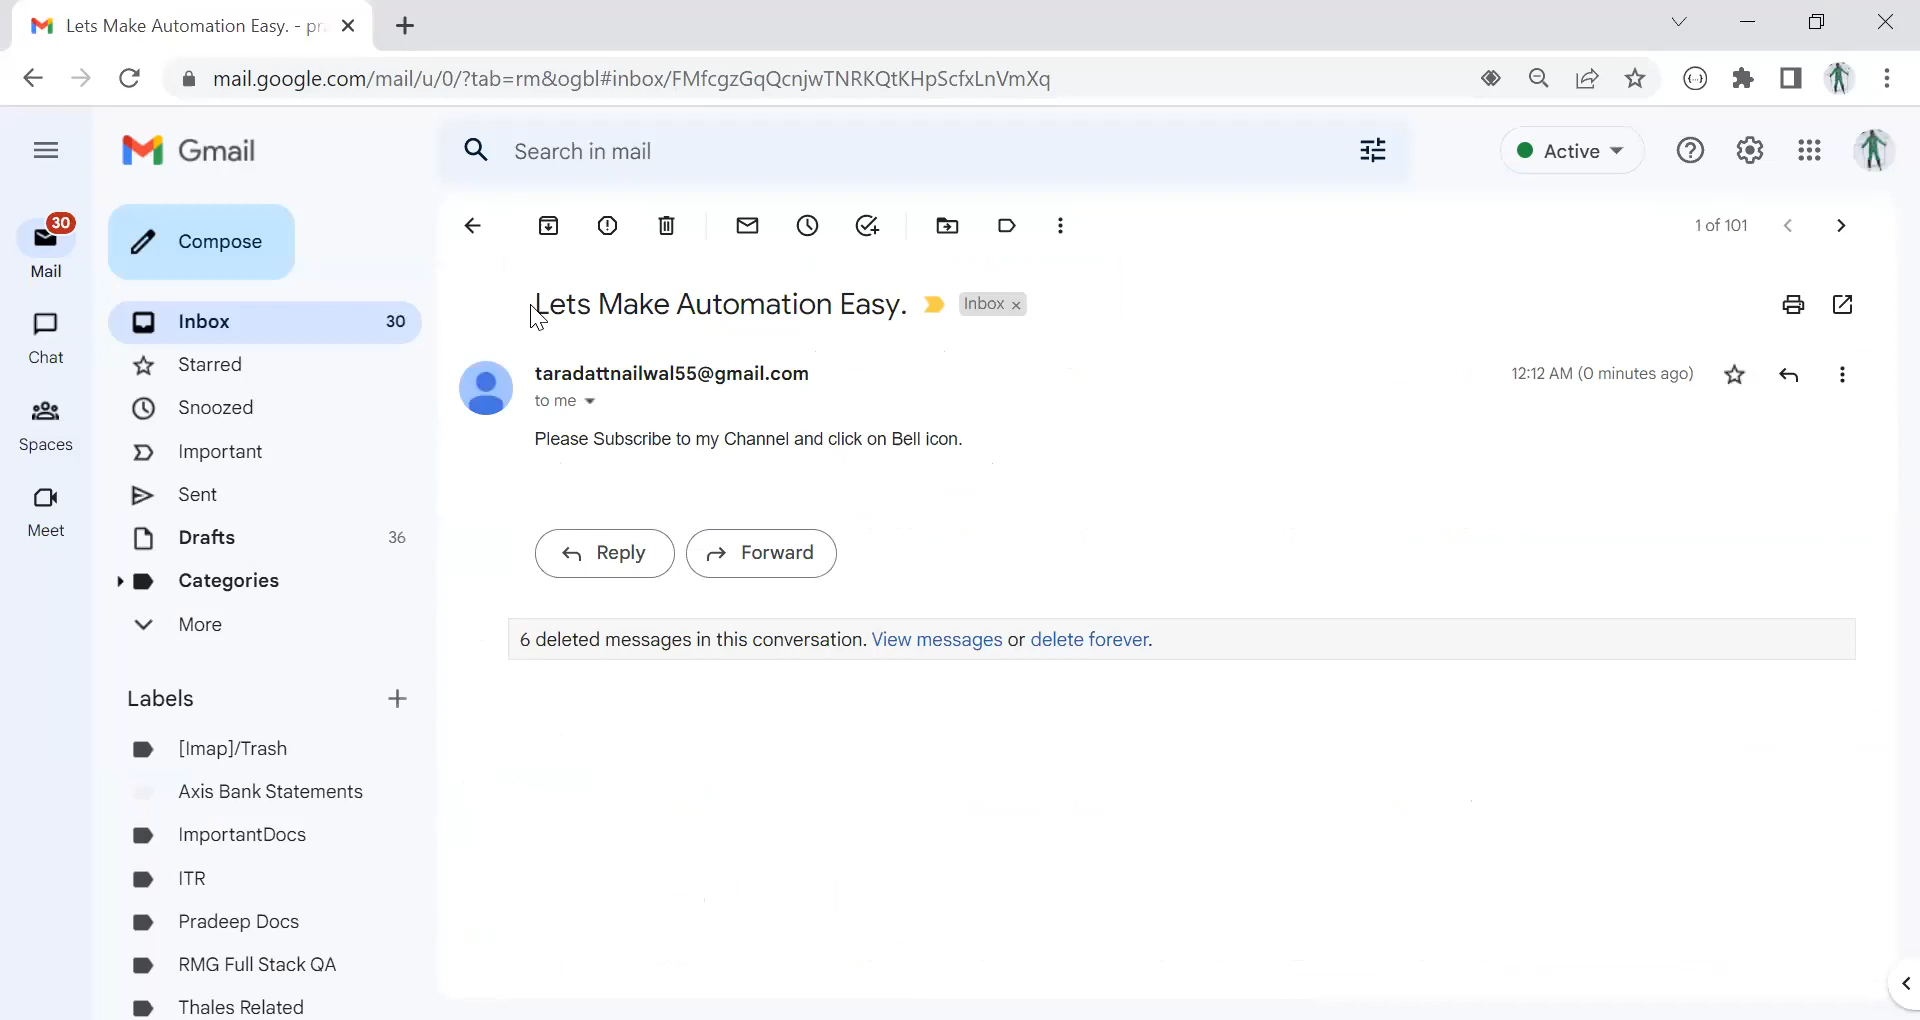 Lets Make Automation Easy. - pr
mail.google.com/mail/u/0/?tab=rm&ogbl#inbox/FMfcgzGqQcnjwTNRKQtKHpScfxLnVmXq
Gmail
Search in mail
Active
30
Mail
Chat
Spaces
Meet
Compose
Inbox 30
Starred
Snoozed
Important
Sent
Drafts 36
Categories
More
Labels
[Imap]/Trash
Axis Bank Statements
ImportantDocs
ITR
Pradeep Docs
RMG Full Stack QA
Thales Related
1 of 101
Lets Make Automation Easy. Inbox
taradattnailwal55@gmail.com 12:12 AM (0 minutes ago)
to me
Please Subscribe to my Channel and click on Bell icon.
Reply Forward
6 deleted messages in this conversation. View messages or delete forever.